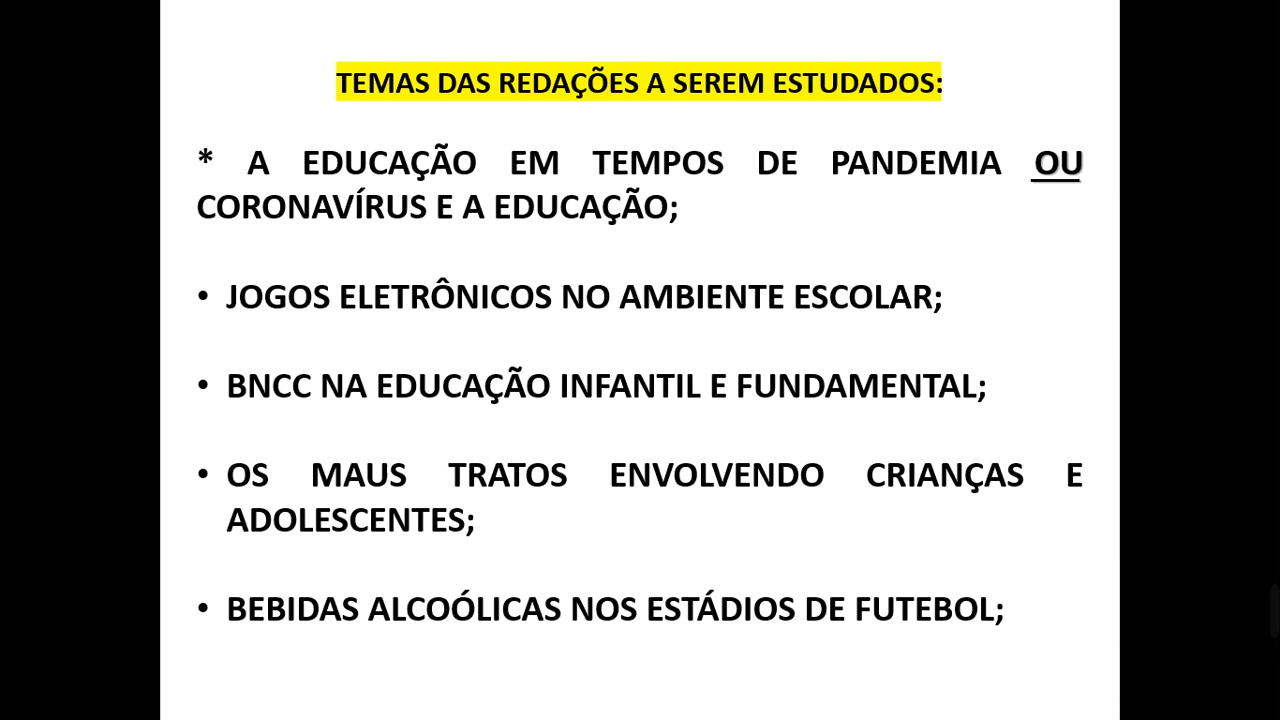 TEMAS DAS REDAÇÕES A SEREM ESTUDADOS:
* A EDUCAÇÃO EM TEMPOS DE PANDEMIA OU
CORONAVÍRUS E A EDUCAÇÃO;
• JOGOS ELETRÔNICOS NO AMBIENTE ESCOLAR;
• BNCC NA EDUCAÇÃO INFANTIL E FUNDAMENTAL;
• OS MAUS TRATOS ENVOLVENDO CRIANÇAS E
ADOLESCENTES;
• BEBIDAS ALCOÓLICAS NOS ESTÁDIOS DE FUTEBOL;